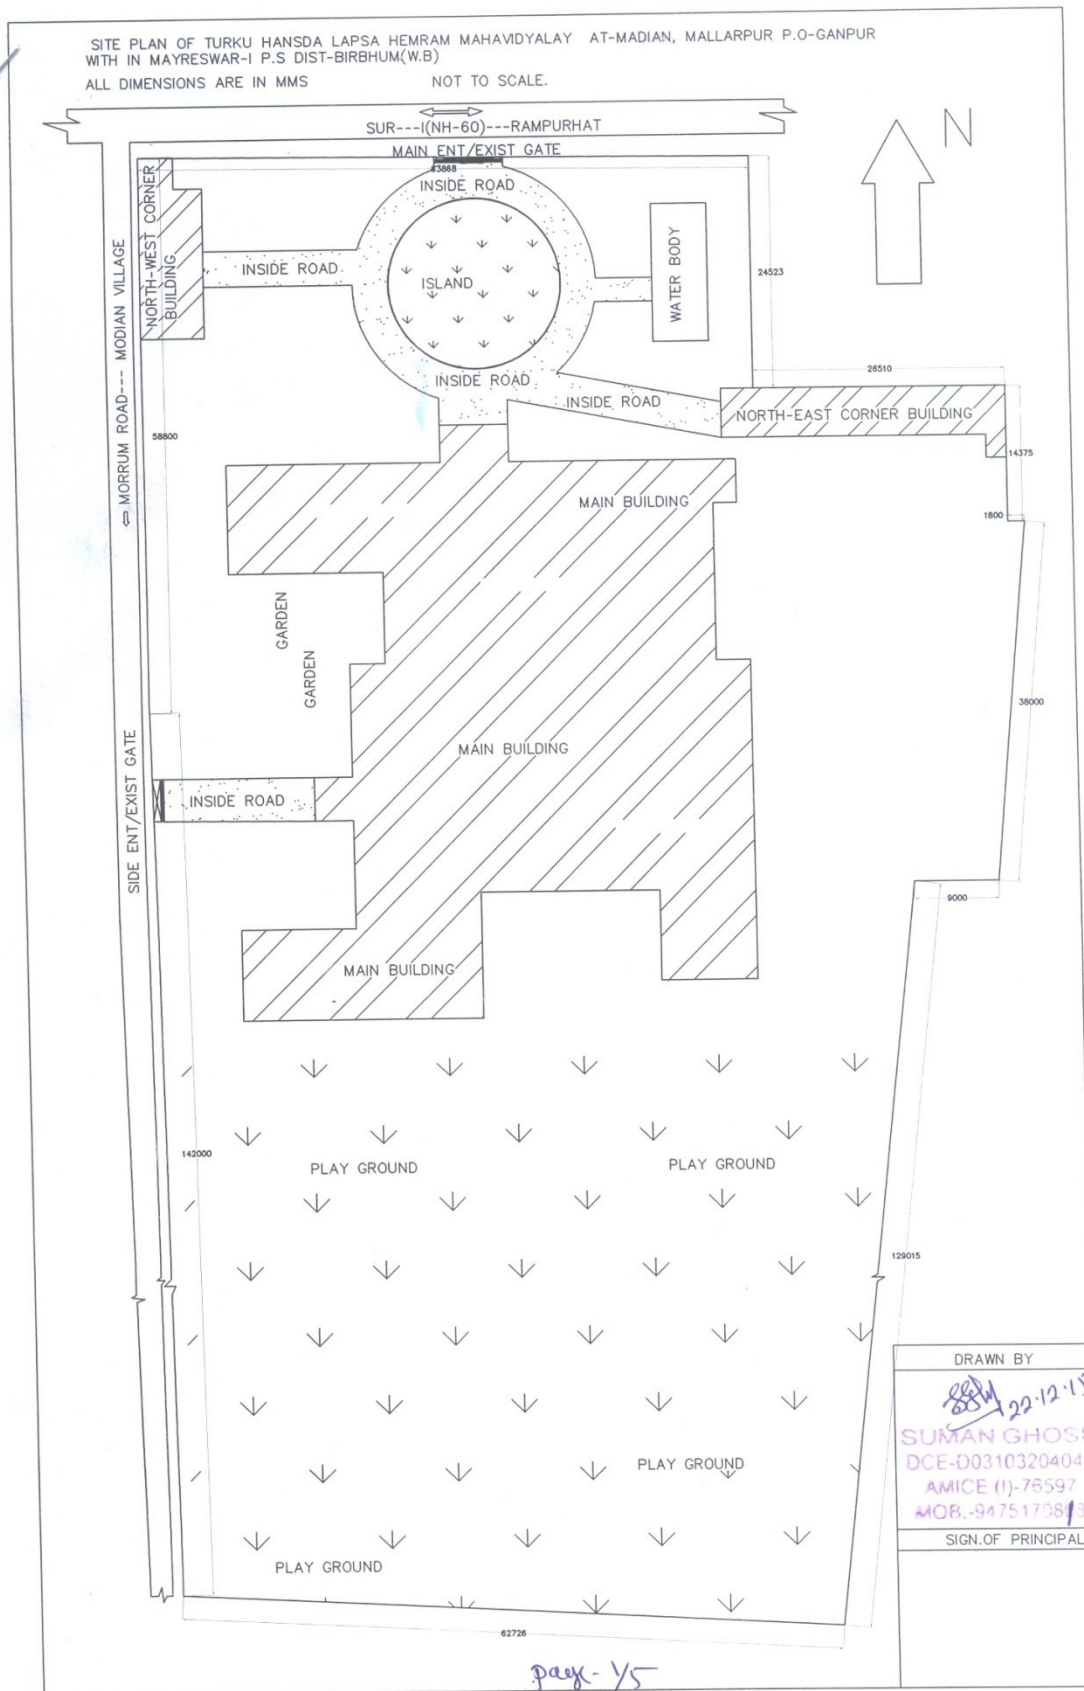 SITE PLAN OF TURKU HANSDA LAPSA HEMRAM MAHAVIDYALAY AT-MADIAN, MALLARPUR P.O-GANPUR
WITH IN MAYRESWAR-I P.S DIST-BIRBHUM(W.B)
ALL DIMENSIONS ARE IN MMS NOT TO SCALE.
SUR---I(NH-60)---RAMPURHAT
N
MAIN ENT/EXIST GATE
63868
INSIDE ROAD
NORTH-WEST CORNER
BUILDING
INSIDE ROAD
ISLAND
WATER BODY
24523
INSIDE ROAD
26510
INSIDE ROAD
NORTH-EAST CORNER BUILDING
MORRUM ROAD--- MODIAN VILLAGE
58800
14375
MAIN BUILDING
1800
GARDEN
GARDEN
38000
MAIN BUILDING
SIDE ENT/EXIST GATE
INSIDE ROAD
9000
MAIN BUILDING
142000
PLAY GROUND
PLAY GROUND
129015
DRAWN BY
22.12.15
SUMAN GHOSE
DCE-D0310320404
AMICE (I)-76597
PLAY GROUND
SIGN.OF PRINCIPAL
PLAY GROUND
62726
page- 1/5